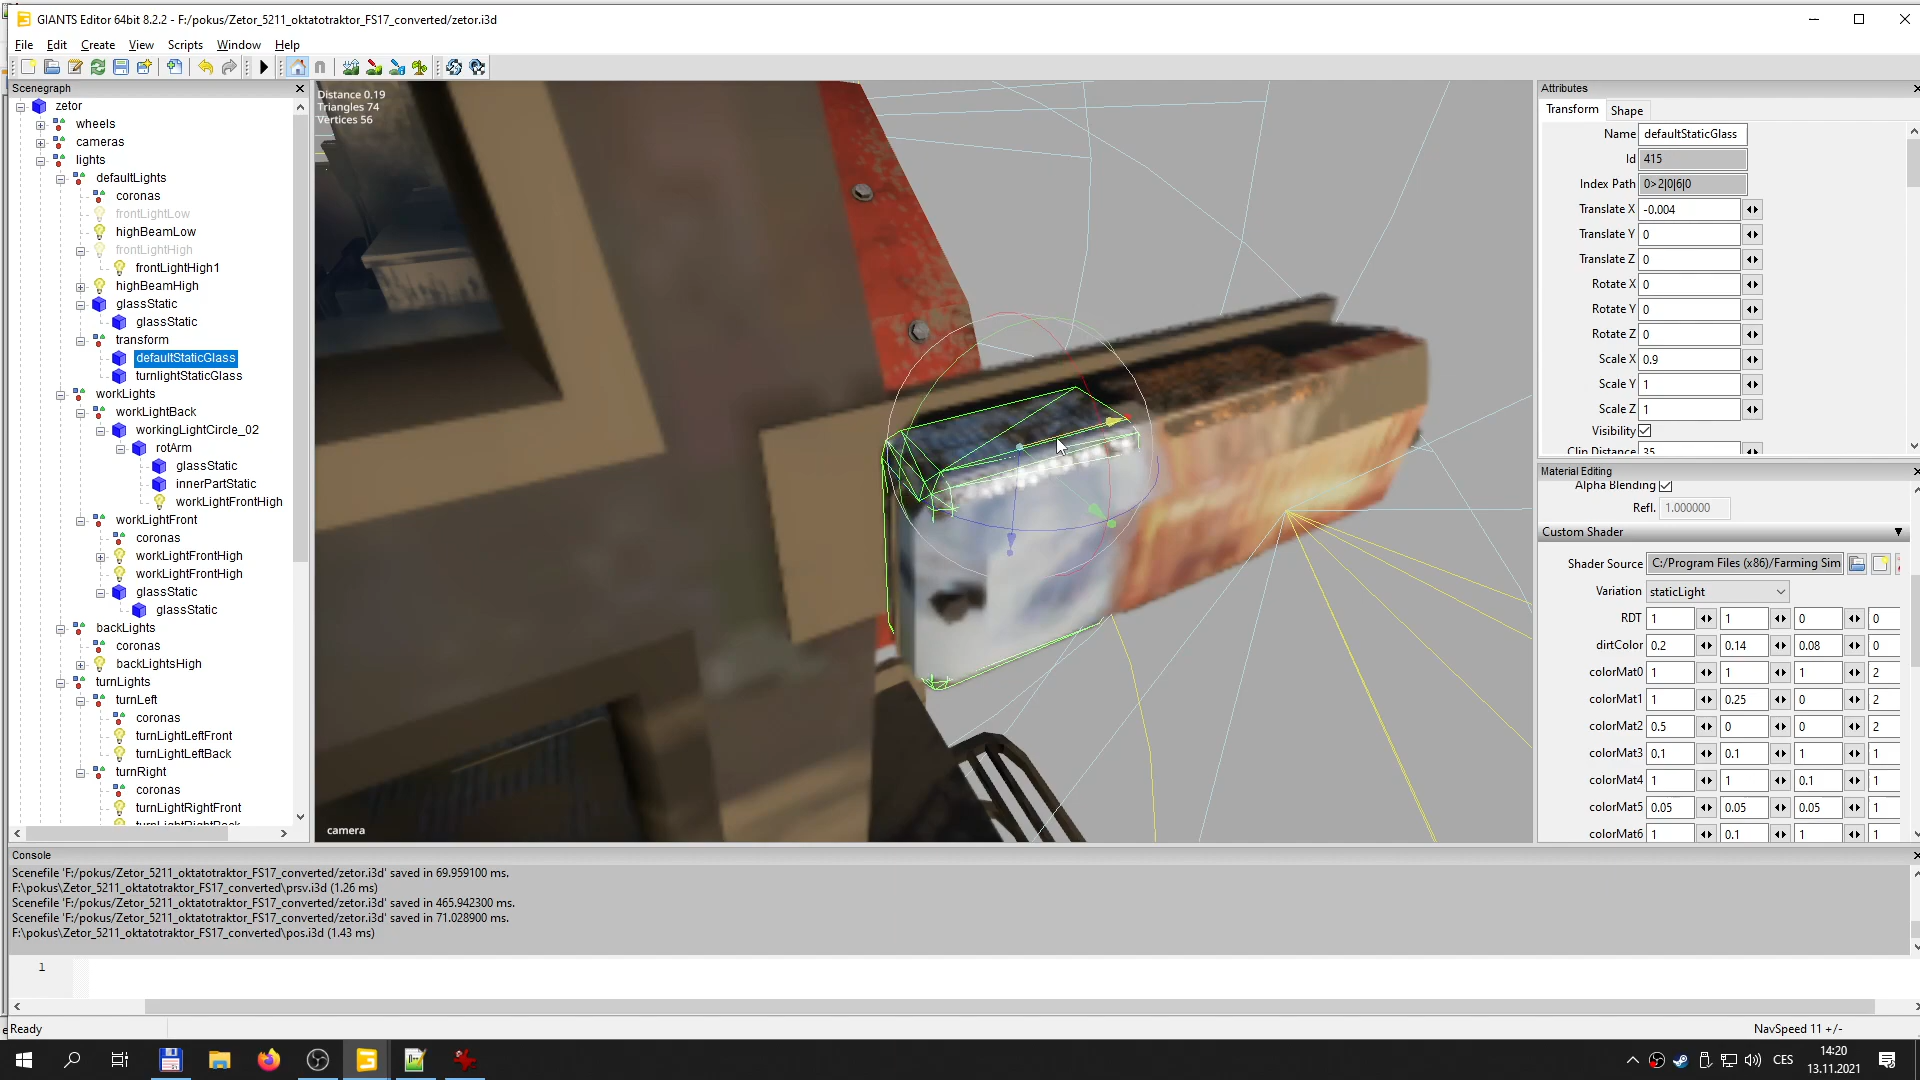 GIANTS Editor 64bit 8.2.2 - F:/pokus/Zetor_5211_oktatotraktor_FS17_converted/zetor.i3d
File Edit Create View Scripts Window Help
Scenegraph
zetor
wheels
cameras
lights
defaultLights
coronas
frontLightLow
highBeamLow
frontLightHigh
frontLightHigh1
highBeamHigh
glassStatic
glassStatic
transform
defaultStaticGlass
turnlightStaticGlass
workLights
workLightBack
workingLightCircle_02
rotArm
glassStatic
innerPartStatic
workLightFrontHigh
workLightFront
coronas
workLightFrontHigh
workLightFrontHigh
glassStatic
glassStatic
backLights
coronas
backLightsHigh
turnLights
turnLeft
coronas
turnLightLeftFront
turnLightLeftBack
turnRight
coronas
turnLightRightFront
turnLightRightBack
Distance 0.19
Triangles 74
Vertices 56
camera
Attributes
Transform Shape
Name defaultStaticGlass
Id 415
Index Path 0>2|0|6|0
Translate X -0.004
Translate Y 0
Translate Z 0
Rotate X 0
Rotate Y 0
Rotate Z 0
Scale X 0.9
Scale Y 1
Scale Z 1
Visibility
Clip Distance 35
Material Editing
Alpha Blending
Refl. 1.000000
Custom Shader
Shader Source C:/Program Files (x86)/Farming Sim
Variation staticLight
RDT 1 1 0 0
dirtColor 0.2 0.14 0.08 0
colorMat0 1 1 1 2
colorMat1 1 0.25 0 2
colorMat2 0.5 0 0 2
colorMat3 0.1 0.1 1 1
colorMat4 1 1 0.1 1
colorMat5 0.05 0.05 0.05 1
colorMat6 1 0.1 1 1
Console
Scenefile 'F:/pokus/Zetor_5211_oktatotraktor_FS17_converted/zetor.i3d' saved in 69.959100 ms.
F:\pokus\Zetor_5211_oktatotraktor_FS17_converted\prsv.i3d (1.26 ms)
Scenefile 'F:/pokus/Zetor_5211_oktatotraktor_FS17_converted/zetor.i3d' saved in 465.942300 ms.
Scenefile 'F:/pokus/Zetor_5211_oktatotraktor_FS17_converted/zetor.i3d' saved in 71.028900 ms.
F:\pokus\Zetor_5211_oktatotraktor_FS17_converted\pos.i3d (1.43 ms)
1
Ready
NavSpeed 11 +/-
CES
14:20
13.11.2021